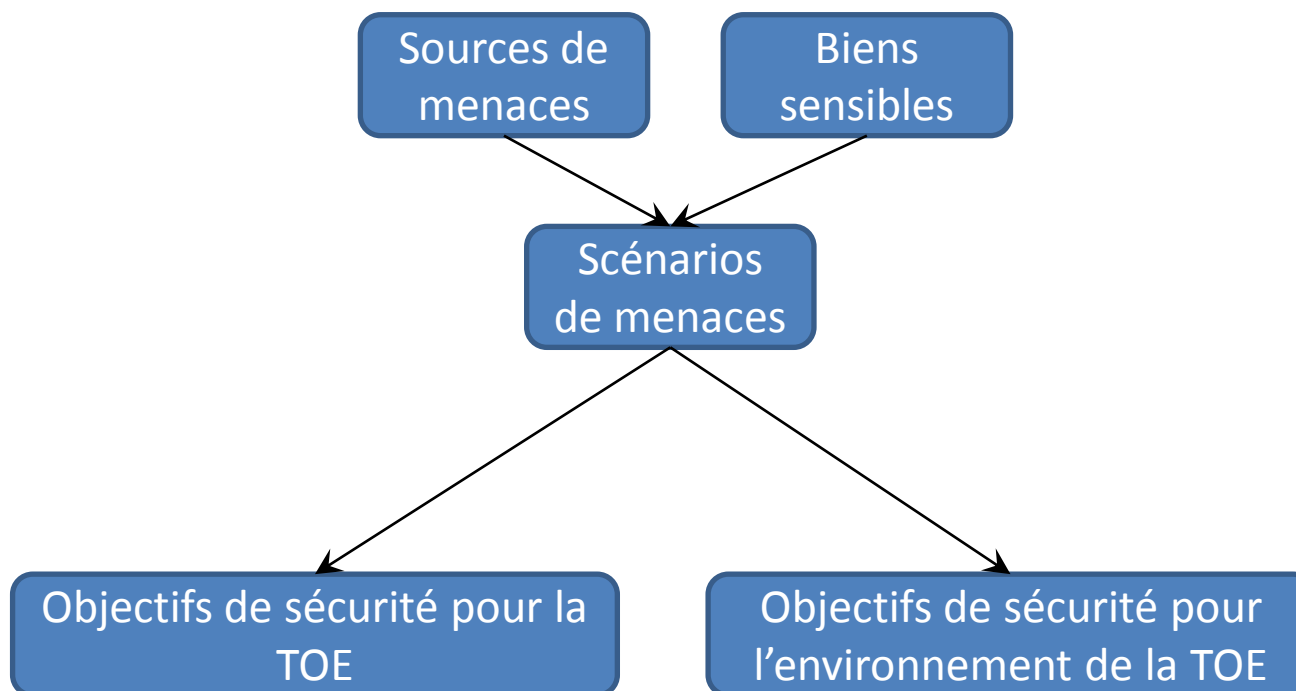 Sources de
menaces
Biens
sensibles
Scénarios
de menaces
Objectifs de sécurité pour la
TOE
Objectifs de sécurité pour
l’environnement de la TOE